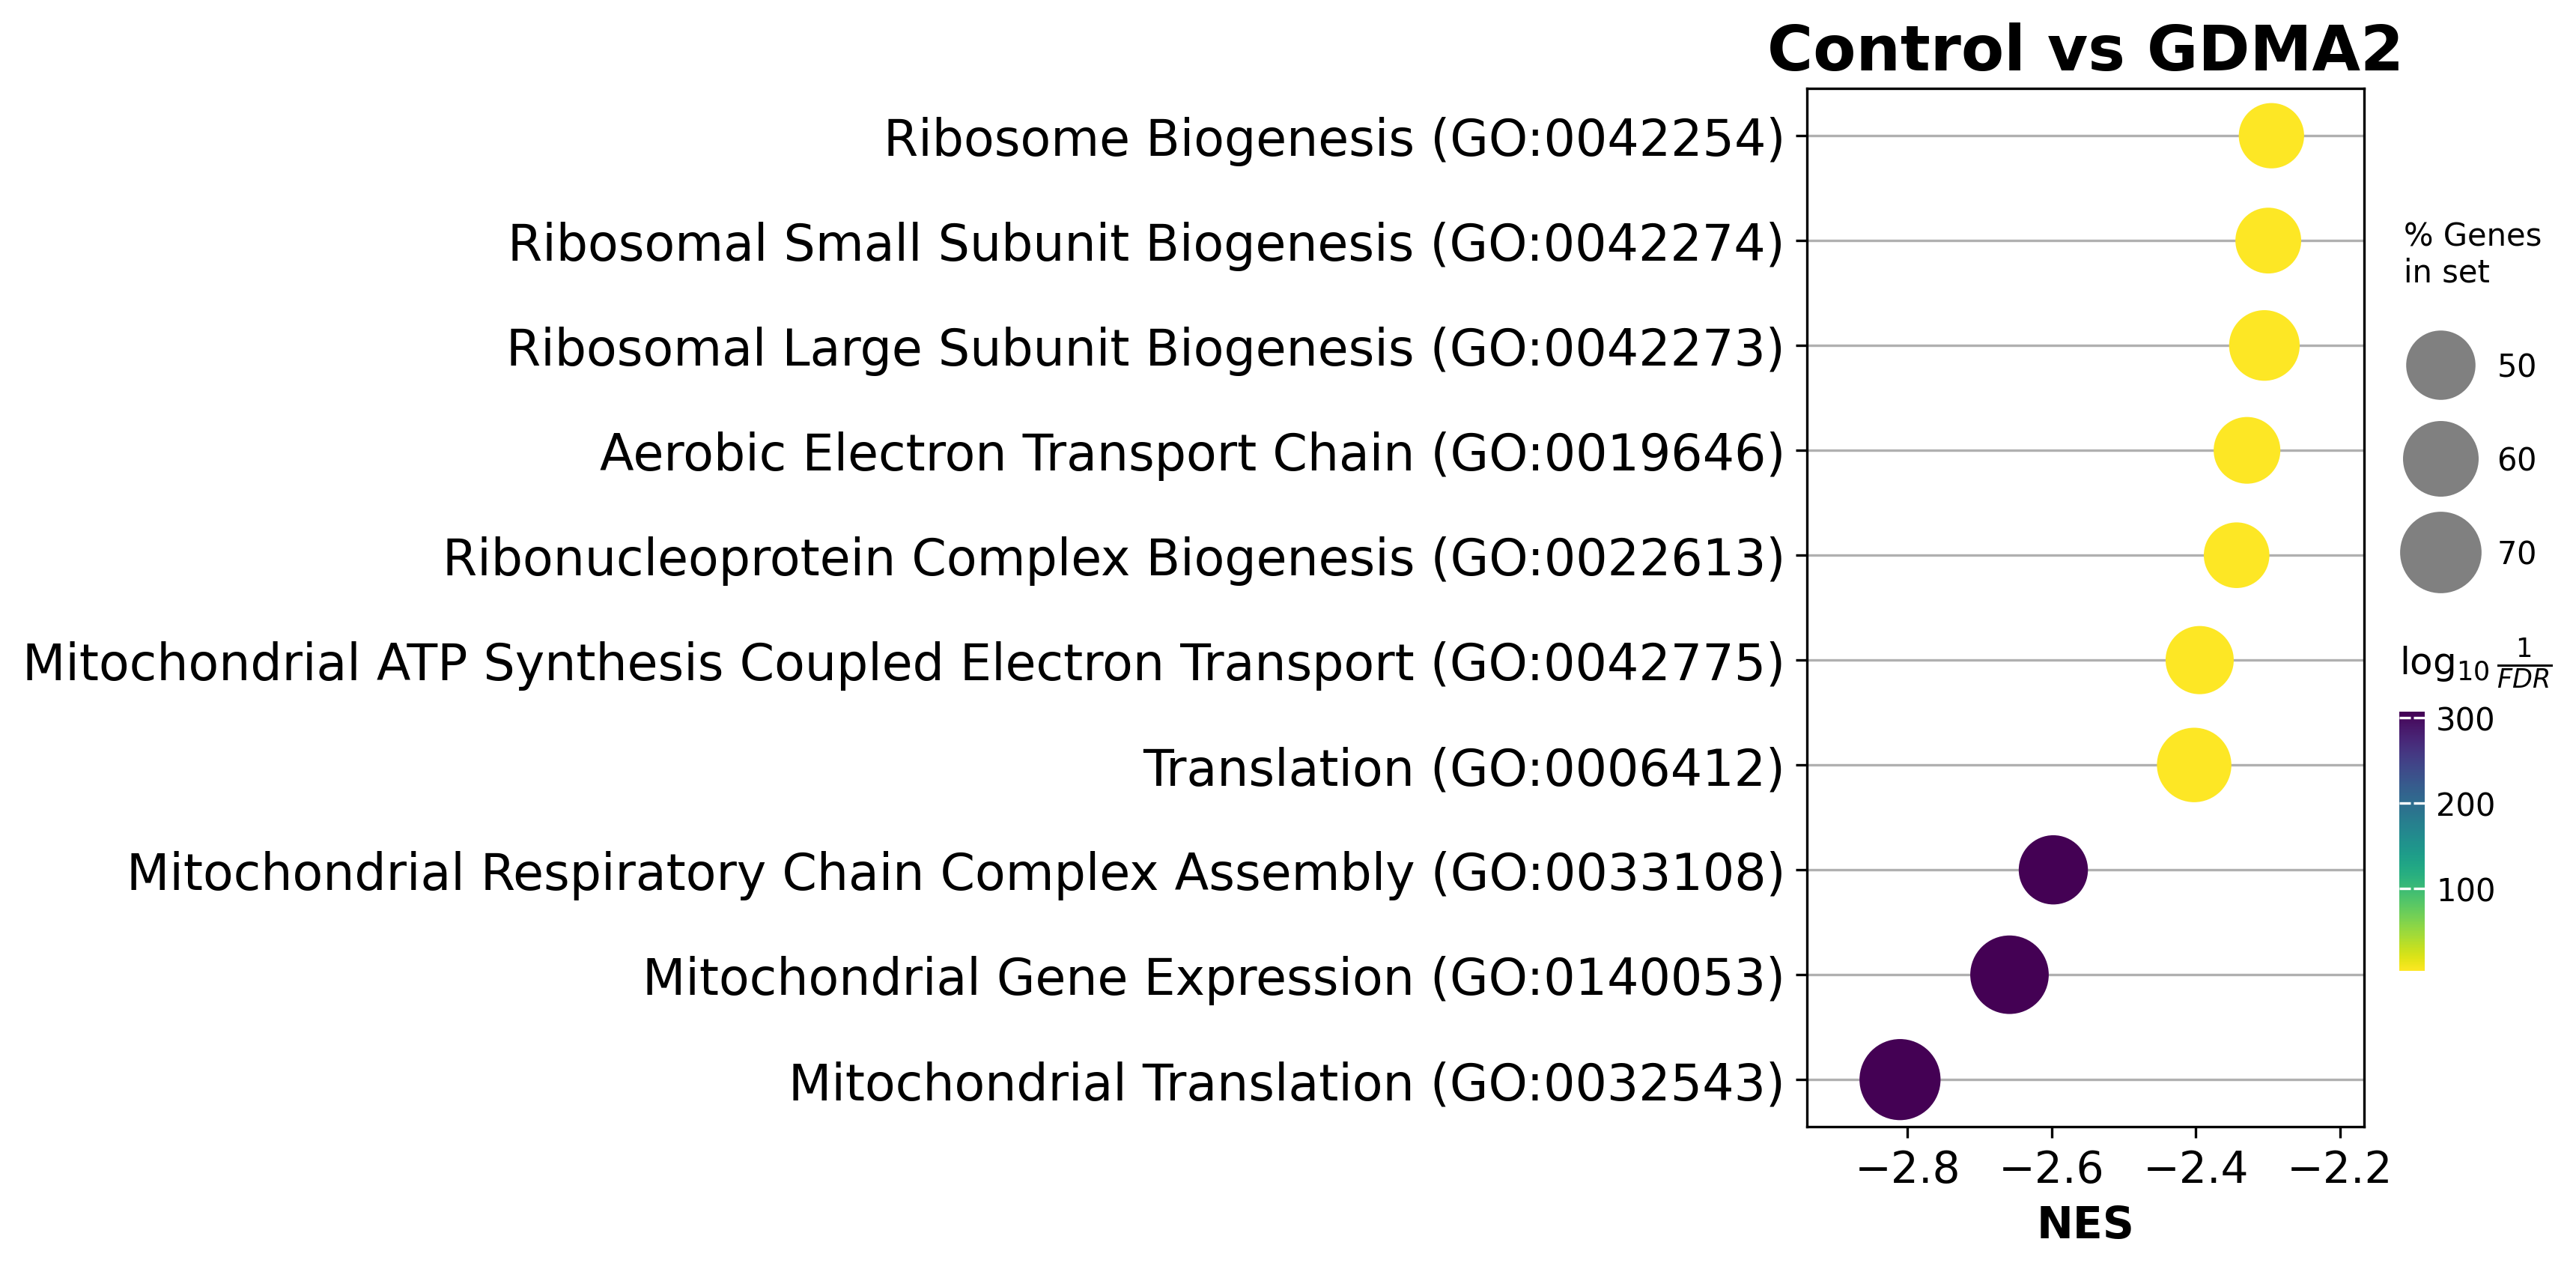 Control vs GDMA2
Ribosome Biogenesis (GO:0042254)
Ribosomal Small Subunit Biogenesis (GO:0042274)
Ribosomal Large Subunit Biogenesis (GO:0042273)
Aerobic Electron Transport Chain (GO:0019646)
Ribonucleoprotein Complex Biogenesis (GO:0022613)
Mitochondrial ATP Synthesis Coupled Electron Transport (GO:0042775)
Translation (GO:0006412)
Mitochondrial Respiratory Chain Complex Assembly (GO:0033108)
Mitochondrial Gene Expression (GO:0140053)
Mitochondrial Translation (GO:0032543)
−2.8 −2.6 −2.4 −2.2
NES
% Genes
in set
50
60
70
log₁₀ 1/FDR
300
200
100